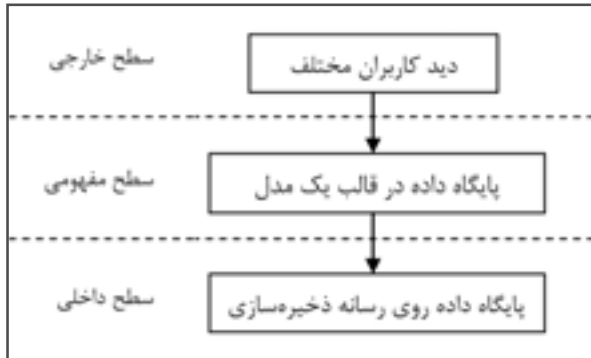 سطح خارجی
دید کاربران مختلف
سطح مفهومی
پایگاه داده در قالب یک مدل
سطح داخلی
پایگاه داده روی رسانه ذخیره‌سازی